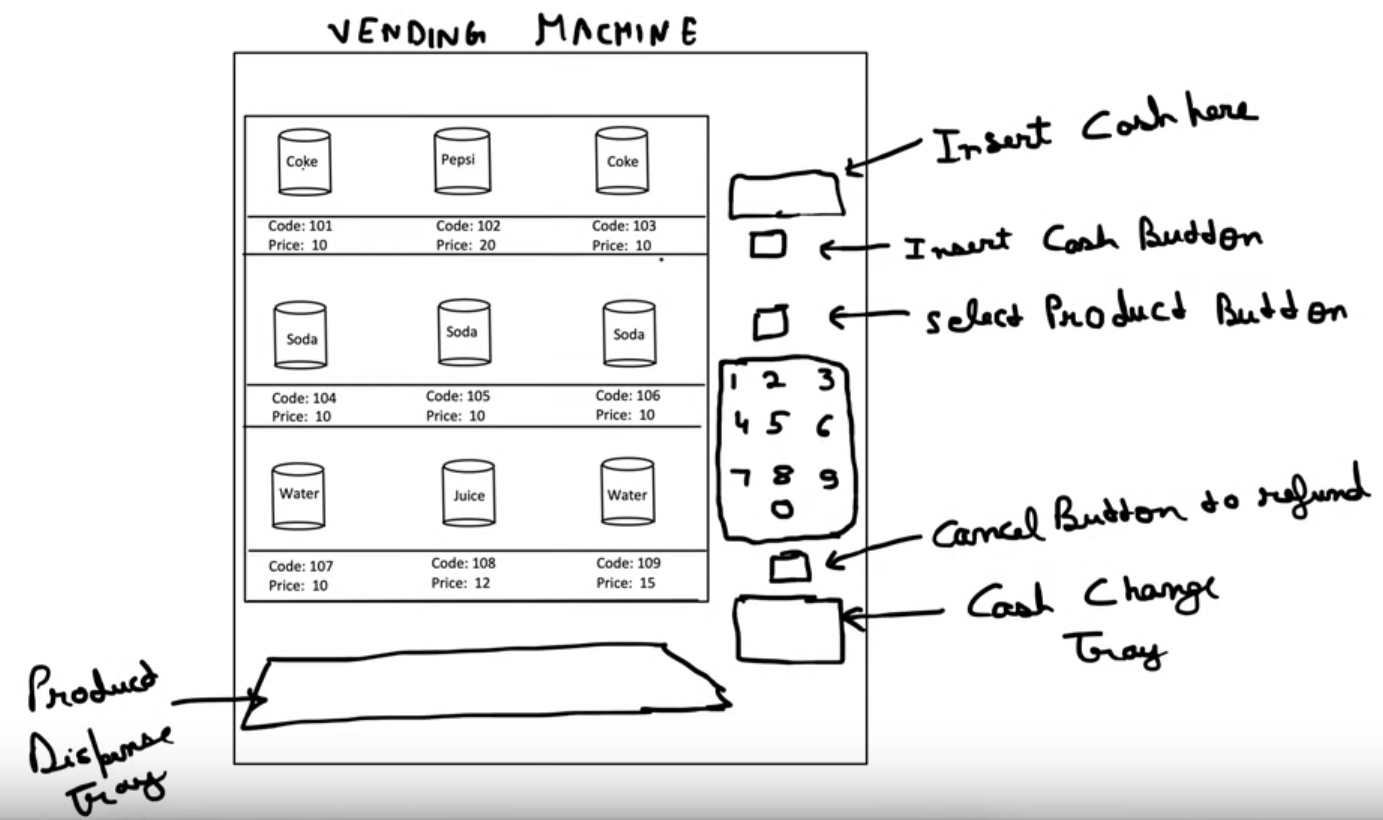 VENDING MACHINE
Coke Pepsi Coke
Code: 101 Code: 102 Code: 103
Price: 10 Price: 20 Price: 10
Soda Soda Soda
Code: 104 Code: 105 Code: 106
Price: 10 Price: 10 Price: 10
Water Juice Water
Code: 107 Code: 108 Code: 109
Price: 10 Price: 12 Price: 15
Insert Cash here
Insert Cash Button
Select Product Button
1 2 3
4 5 6
7 8 9
0
Cancel Button to refund
Cash Change
Tray
Product
Dispense
Tray